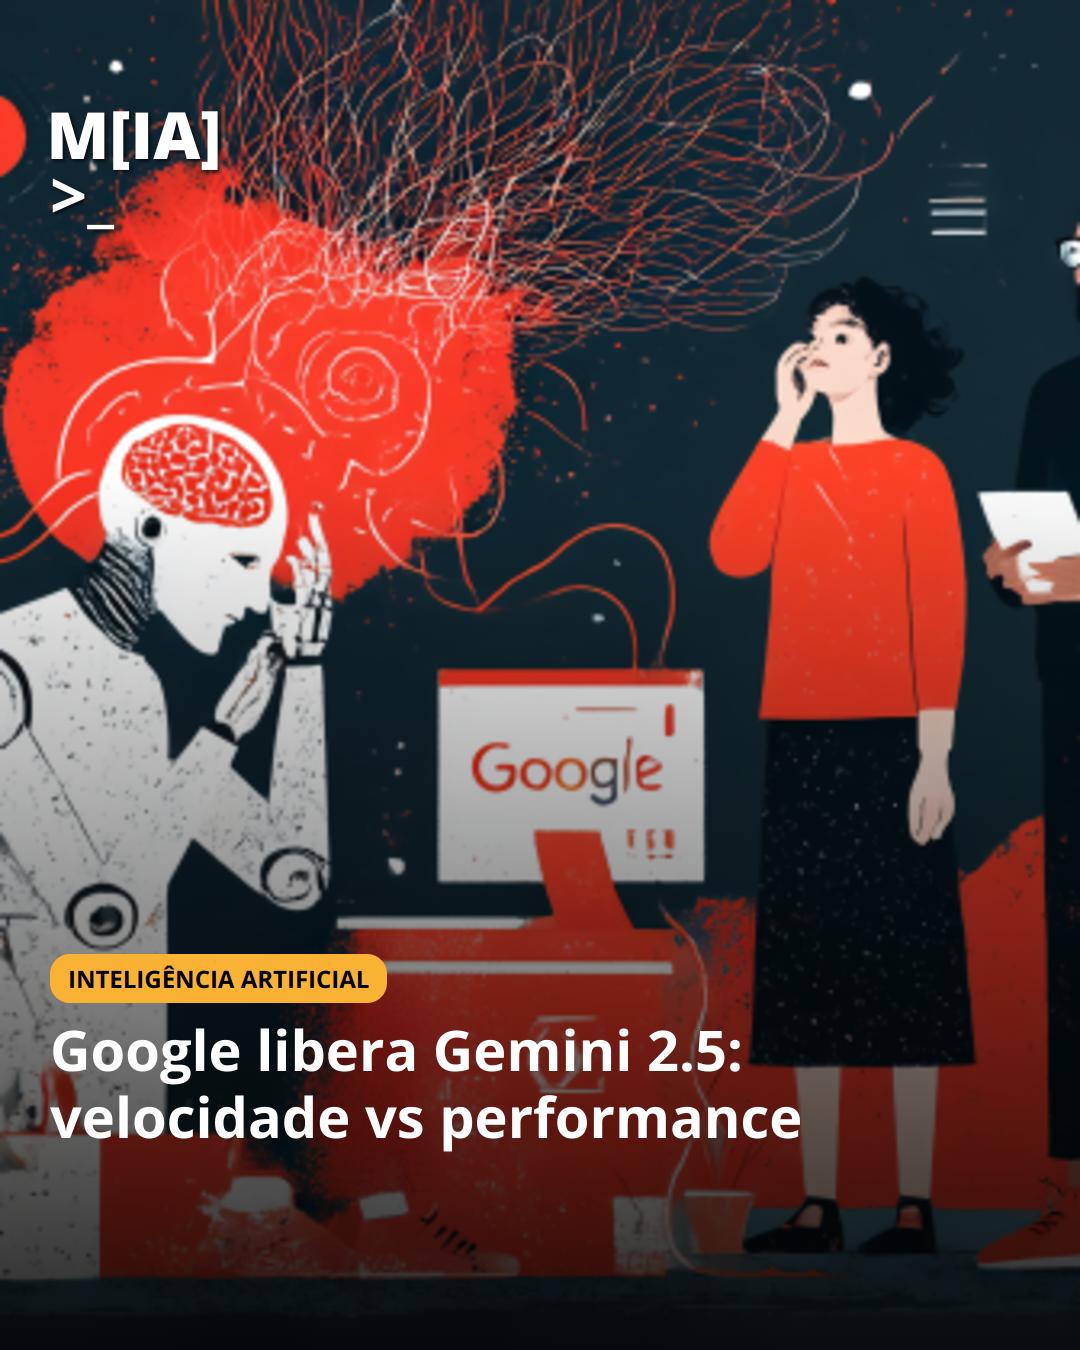 M[IA]
>_
Google
INTELIGÊNCIA ARTIFICIAL
Google libera Gemini 2.5:
velocidade vs performance